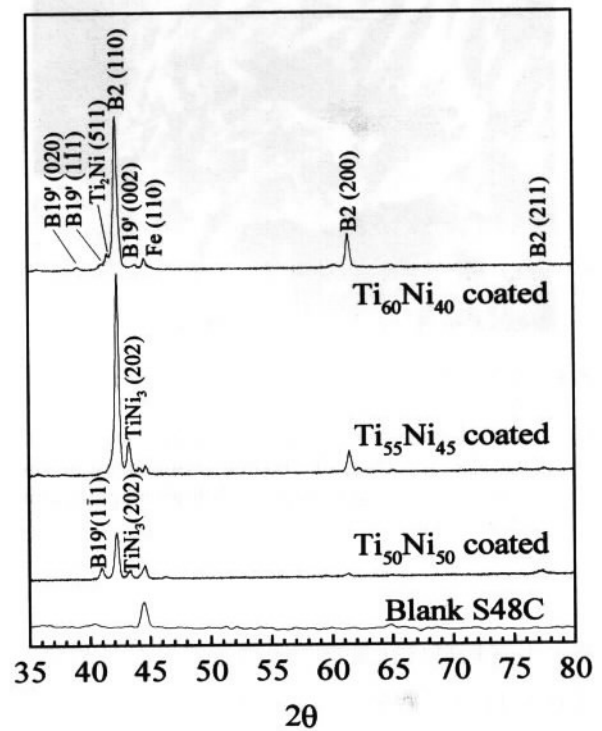 B19' (020)
B19' (111)
Ti₂Ni (511)
B2 (110)
B19' (002)
Fe (110)
B2 (200)
B2 (211)
Ti₆₀Ni₄₀ coated
TiNi₃ (202)
Ti₅₅Ni₄₅ coated
B19'(11̄1)
TiNi₃(202)
Ti₅₀Ni₅₀ coated
Blank S48C
35 40 45 50 55 60 65 70 75 80
2θ